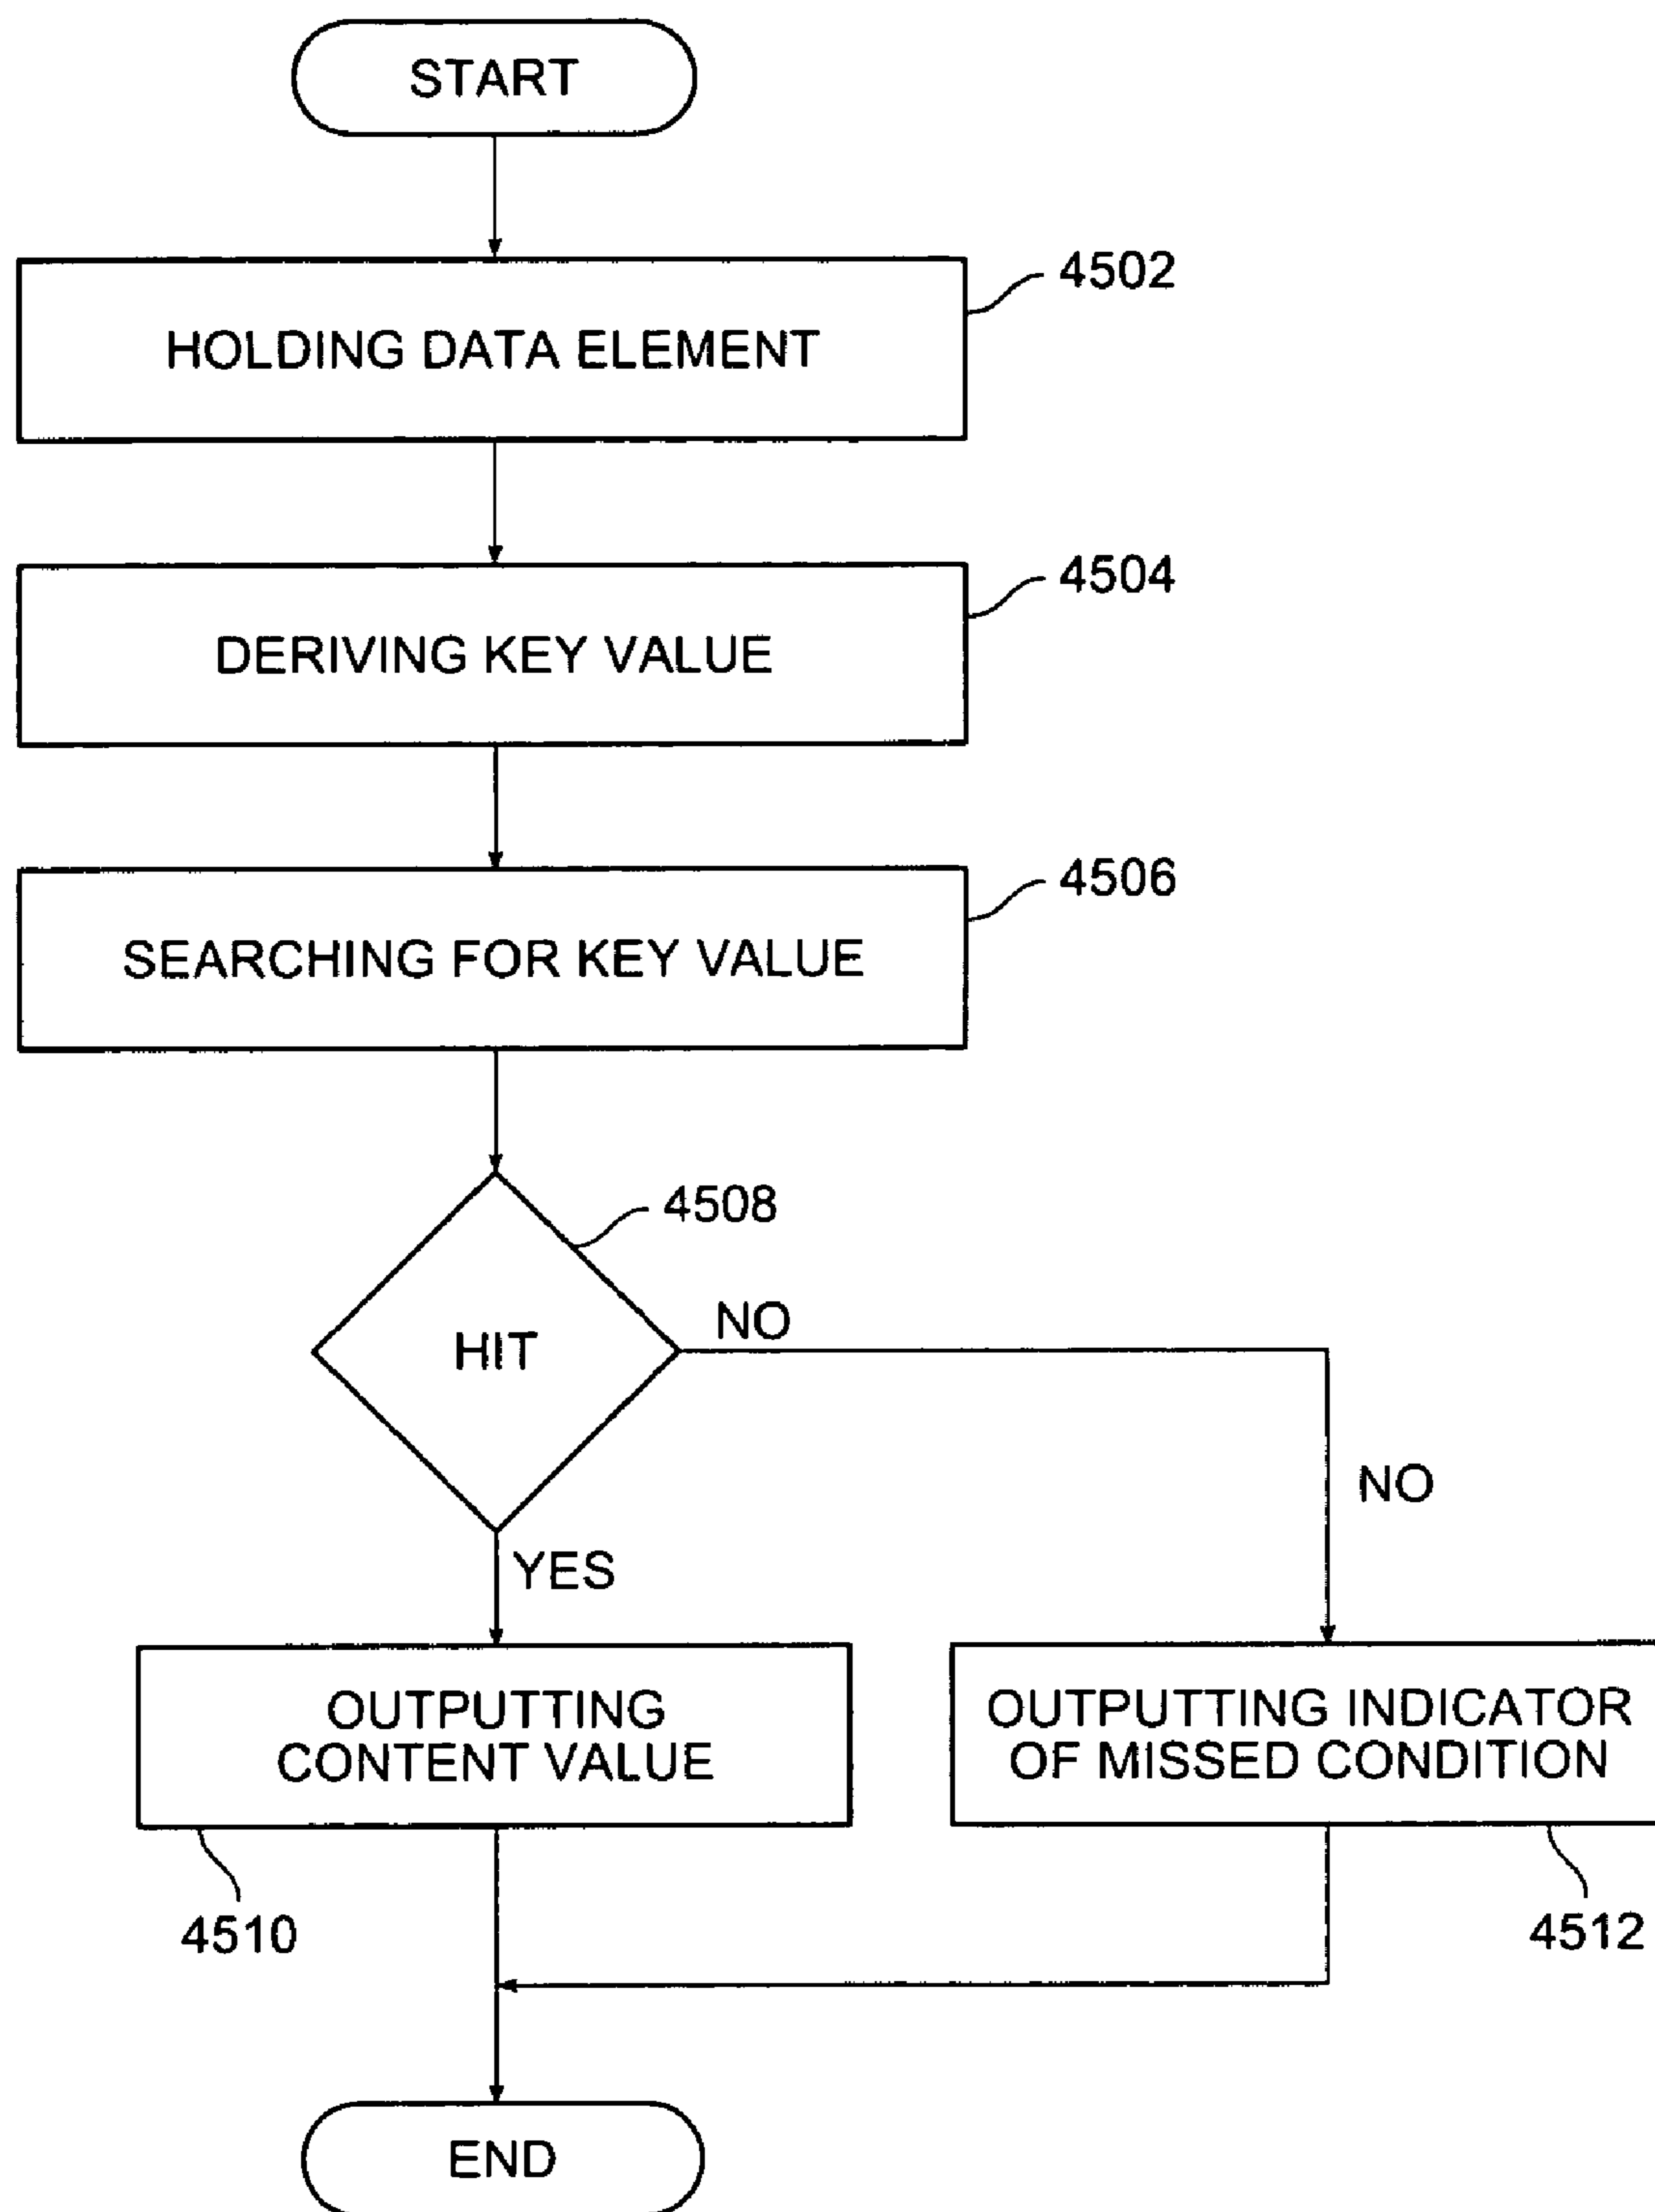 START
4502
HOLDING DATA ELEMENT
4504
DERIVING KEY VALUE
4506
SEARCHING FOR KEY VALUE
4508
HIT
NO
NO
YES
OUTPUTTING
CONTENT VALUE
OUTPUTTING INDICATOR
OF MISSED CONDITION
4510
4512
END